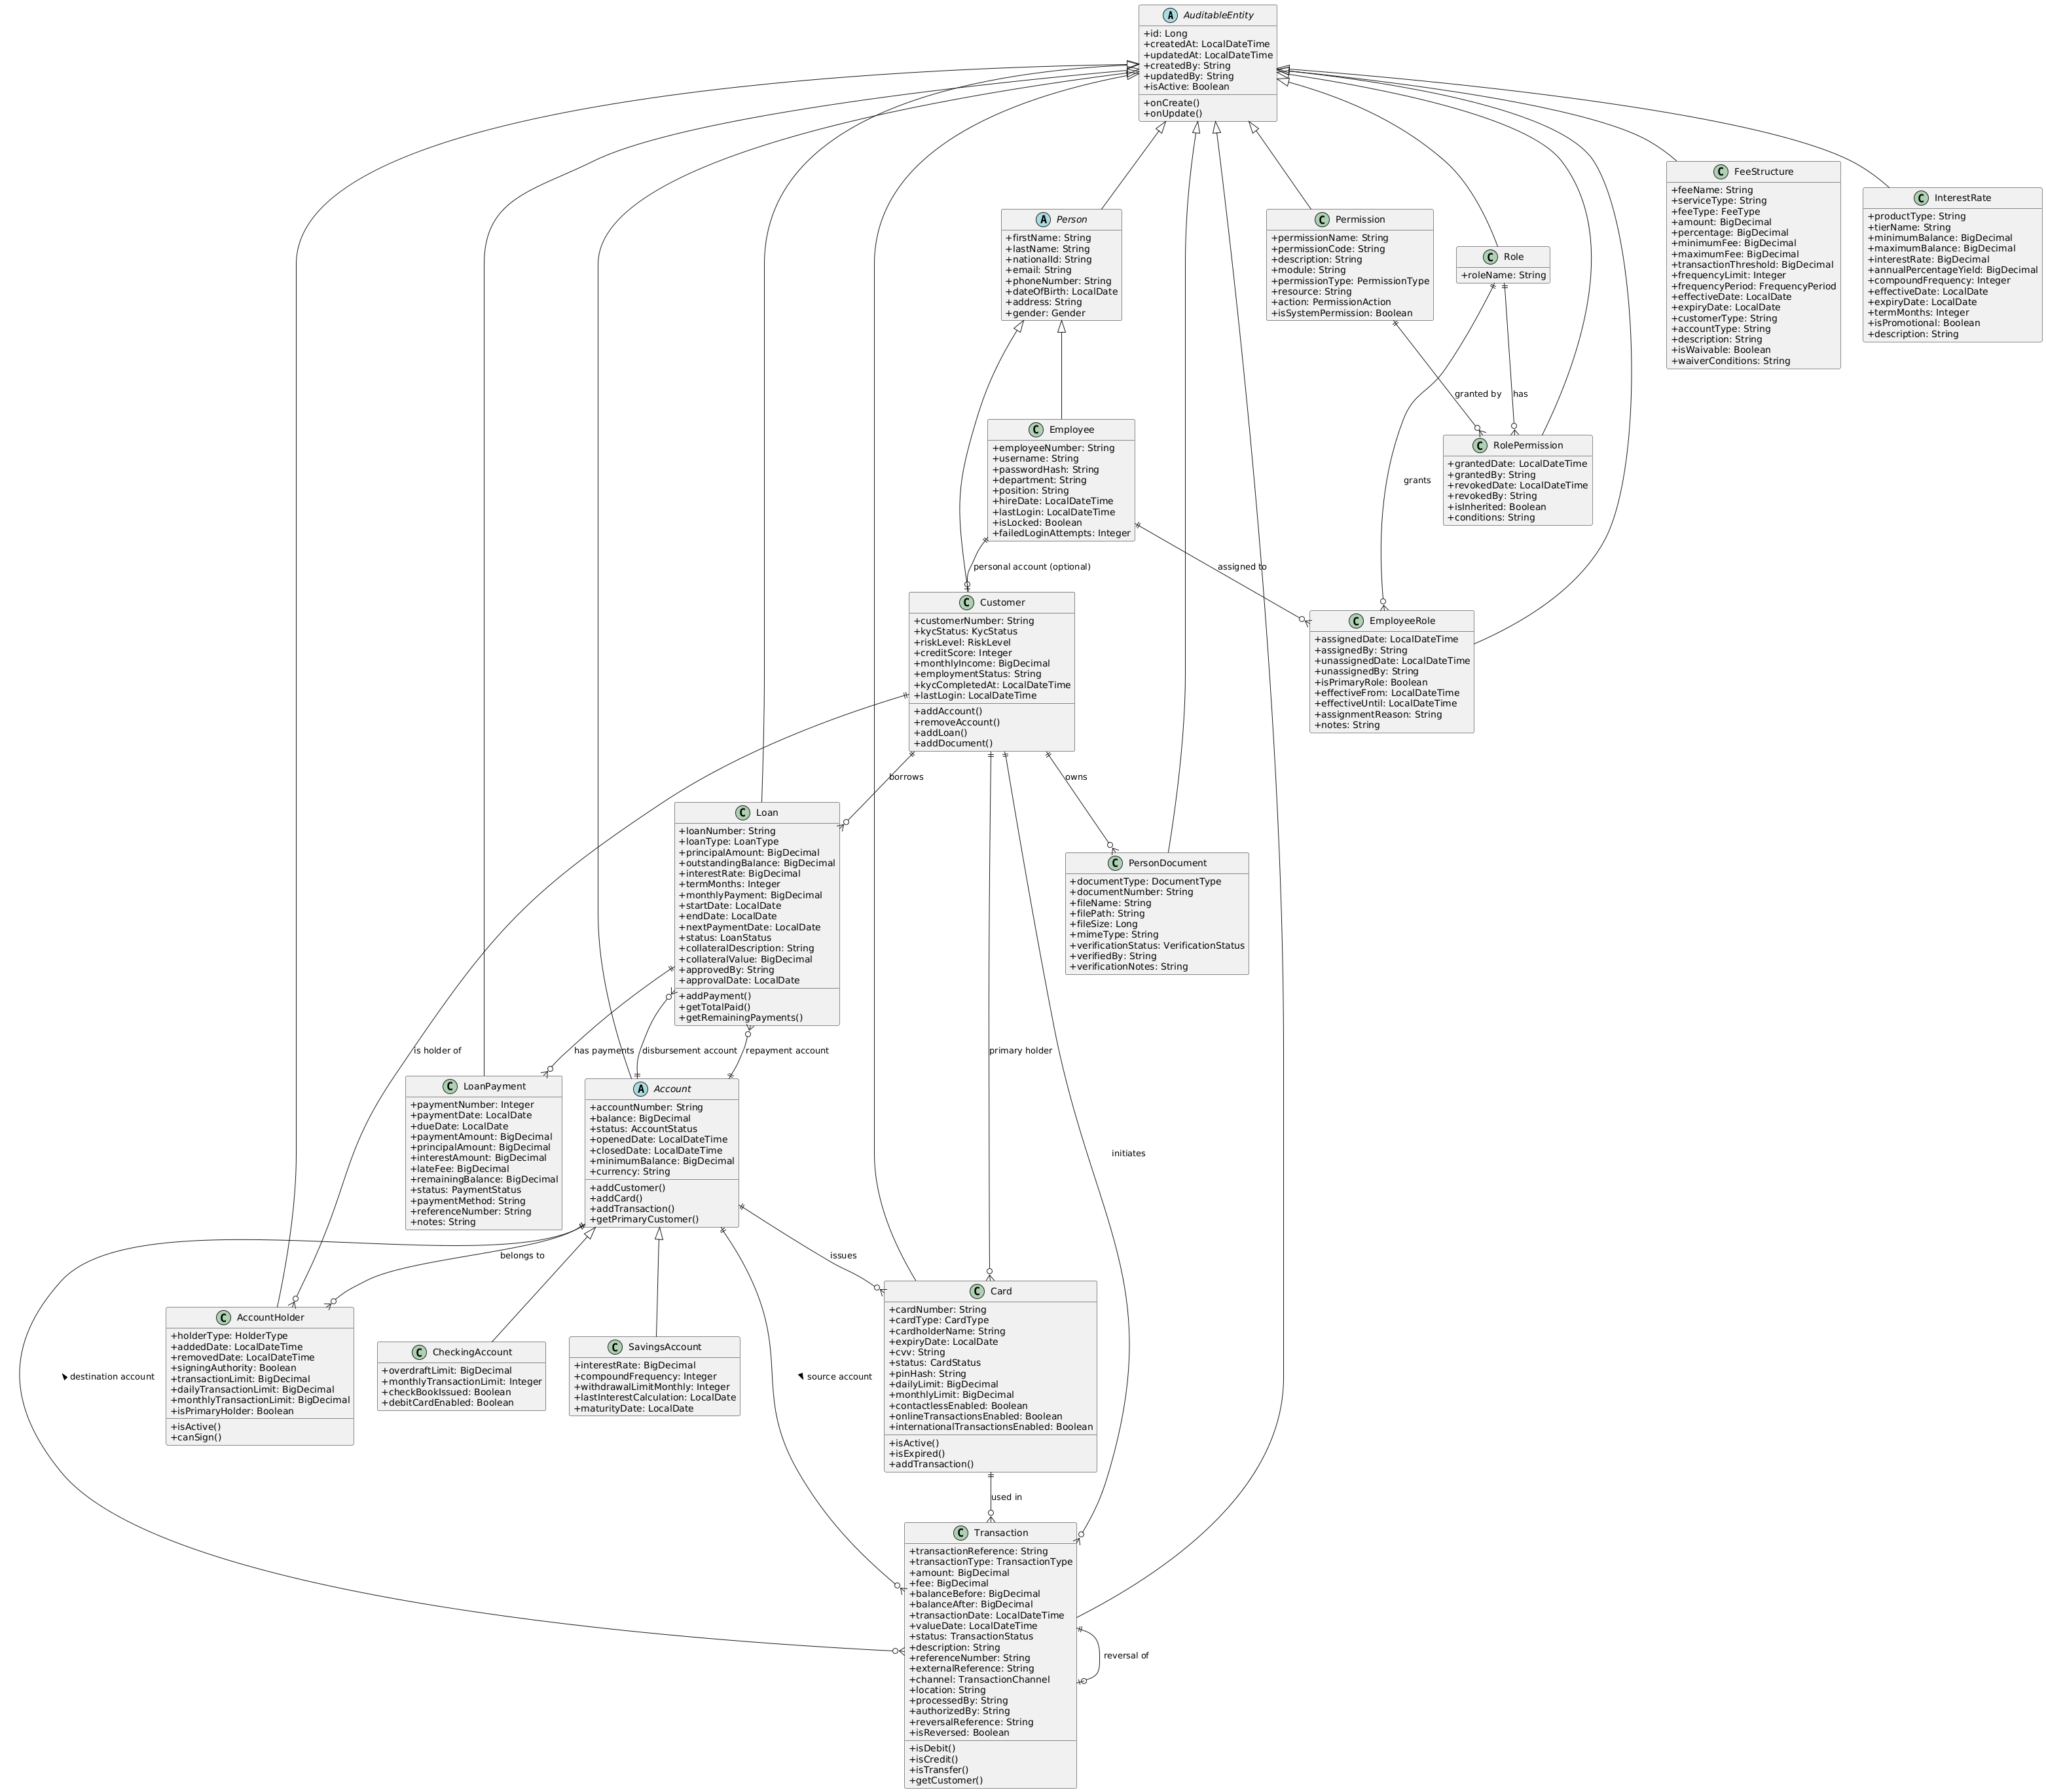 A AuditableEntity
+id: Long
+createdAt: LocalDateTime
+updatedAt: LocalDateTime
+createdBy: String
+updatedBy: String
+isActive: Boolean
+onCreate()
+onUpdate()
C FeeStructure
+feeName: String
+serviceType: String
+feeType: FeeType
+amount: BigDecimal
+percentage: BigDecimal
+minimumFee: BigDecimal
+maximumFee: BigDecimal
+transactionThreshold: BigDecimal
+frequencyLimit: Integer
+frequencyPeriod: FrequencyPeriod
+effectiveDate: LocalDate
+expiryDate: LocalDate
+customerType: String
+accountType: String
+description: String
+isWaivable: Boolean
+waiverConditions: String
C InterestRate
+productType: String
+tierName: String
+minimumBalance: BigDecimal
+maximumBalance: BigDecimal
+interestRate: BigDecimal
+annualPercentageYield: BigDecimal
+compoundFrequency: Integer
+effectiveDate: LocalDate
+expiryDate: LocalDate
+termMonths: Integer
+isPromotional: Boolean
+description: String
A Person
+firstName: String
+lastName: String
+nationalId: String
+email: String
+phoneNumber: String
+dateOfBirth: LocalDate
+address: String
+gender: Gender
C Permission
+permissionName: String
+permissionCode: String
+description: String
+module: String
+permissionType: PermissionType
+resource: String
+action: PermissionAction
+isSystemPermission: Boolean
C Role
+roleName: String
granted by
has
C Employee
+employeeNumber: String
+username: String
+passwordHash: String
+department: String
+position: String
+hireDate: LocalDateTime
+lastLogin: LocalDateTime
+isLocked: Boolean
+failedLoginAttempts: Integer
C RolePermission
+grantedDate: LocalDateTime
+grantedBy: String
+revokedDate: LocalDateTime
+revokedBy: String
+isInherited: Boolean
+conditions: String
grants
personal account (optional)
assigned to
C Customer
+customerNumber: String
+kycStatus: KycStatus
+riskLevel: RiskLevel
+creditScore: Integer
+monthlyIncome: BigDecimal
+employmentStatus: String
+kycCompletedAt: LocalDateTime
+lastLogin: LocalDateTime
+addAccount()
+removeAccount()
+addLoan()
+addDocument()
C EmployeeRole
+assignedDate: LocalDateTime
+assignedBy: String
+unassignedDate: LocalDateTime
+unassignedBy: String
+isPrimaryRole: Boolean
+effectiveFrom: LocalDateTime
+effectiveUntil: LocalDateTime
+assignmentReason: String
+notes: String
borrows
owns
C Loan
+loanNumber: String
+loanType: LoanType
+principalAmount: BigDecimal
+outstandingBalance: BigDecimal
+interestRate: BigDecimal
+termMonths: Integer
+monthlyPayment: BigDecimal
+startDate: LocalDate
+endDate: LocalDate
+nextPaymentDate: LocalDate
+status: LoanStatus
+collateralDescription: String
+collateralValue: BigDecimal
+approvedBy: String
+approvalDate: LocalDate
+addPayment()
+getTotalPaid()
+getRemainingPayments()
C PersonDocument
+documentType: DocumentType
+documentNumber: String
+fileName: String
+filePath: String
+fileSize: Long
+mimeType: String
+verificationStatus: VerificationStatus
+verifiedBy: String
+verificationNotes: String
is holder of
has payments
disbursement account
repayment account
primary holder
C LoanPayment
+paymentNumber: Integer
+paymentDate: LocalDate
+dueDate: LocalDate
+paymentAmount: BigDecimal
+principalAmount: BigDecimal
+interestAmount: BigDecimal
+lateFee: BigDecimal
+remainingBalance: BigDecimal
+status: PaymentStatus
+paymentMethod: String
+referenceNumber: String
+notes: String
A Account
+accountNumber: String
+balance: BigDecimal
+status: AccountStatus
+openedDate: LocalDateTime
+closedDate: LocalDateTime
+minimumBalance: BigDecimal
+currency: String
+addCustomer()
+addCard()
+addTransaction()
+getPrimaryCustomer()
initiates
belongs to
issues
C AccountHolder
+holderType: HolderType
+addedDate: LocalDateTime
+removedDate: LocalDateTime
+signingAuthority: Boolean
+transactionLimit: BigDecimal
+dailyTransactionLimit: BigDecimal
+monthlyTransactionLimit: BigDecimal
+isPrimaryHolder: Boolean
+isActive()
+canSign()
C CheckingAccount
+overdraftLimit: BigDecimal
+monthlyTransactionLimit: Integer
+checkBookIssued: Boolean
+debitCardEnabled: Boolean
C SavingsAccount
+interestRate: BigDecimal
+compoundFrequency: Integer
+withdrawalLimitMonthly: Integer
+lastInterestCalculation: LocalDate
+maturityDate: LocalDate
C Card
+cardNumber: String
+cardType: CardType
+cardholderName: String
+expiryDate: LocalDate
+cvv: String
+status: CardStatus
+pinHash: String
+dailyLimit: BigDecimal
+monthlyLimit: BigDecimal
+contactlessEnabled: Boolean
+onlineTransactionsEnabled: Boolean
+internationalTransactionsEnabled: Boolean
+isActive()
+isExpired()
+addTransaction()
destination account
source account
used in
C Transaction
+transactionReference: String
+transactionType: TransactionType
+amount: BigDecimal
+fee: BigDecimal
+balanceBefore: BigDecimal
+balanceAfter: BigDecimal
+transactionDate: LocalDateTime
+valueDate: LocalDateTime
+status: TransactionStatus
+description: String
+referenceNumber: String
+externalReference: String
+channel: TransactionChannel
+location: String
+processedBy: String
+authorizedBy: String
+reversalReference: String
+isReversed: Boolean
+isDebit()
+isCredit()
+isTransfer()
+getCustomer()
reversal of